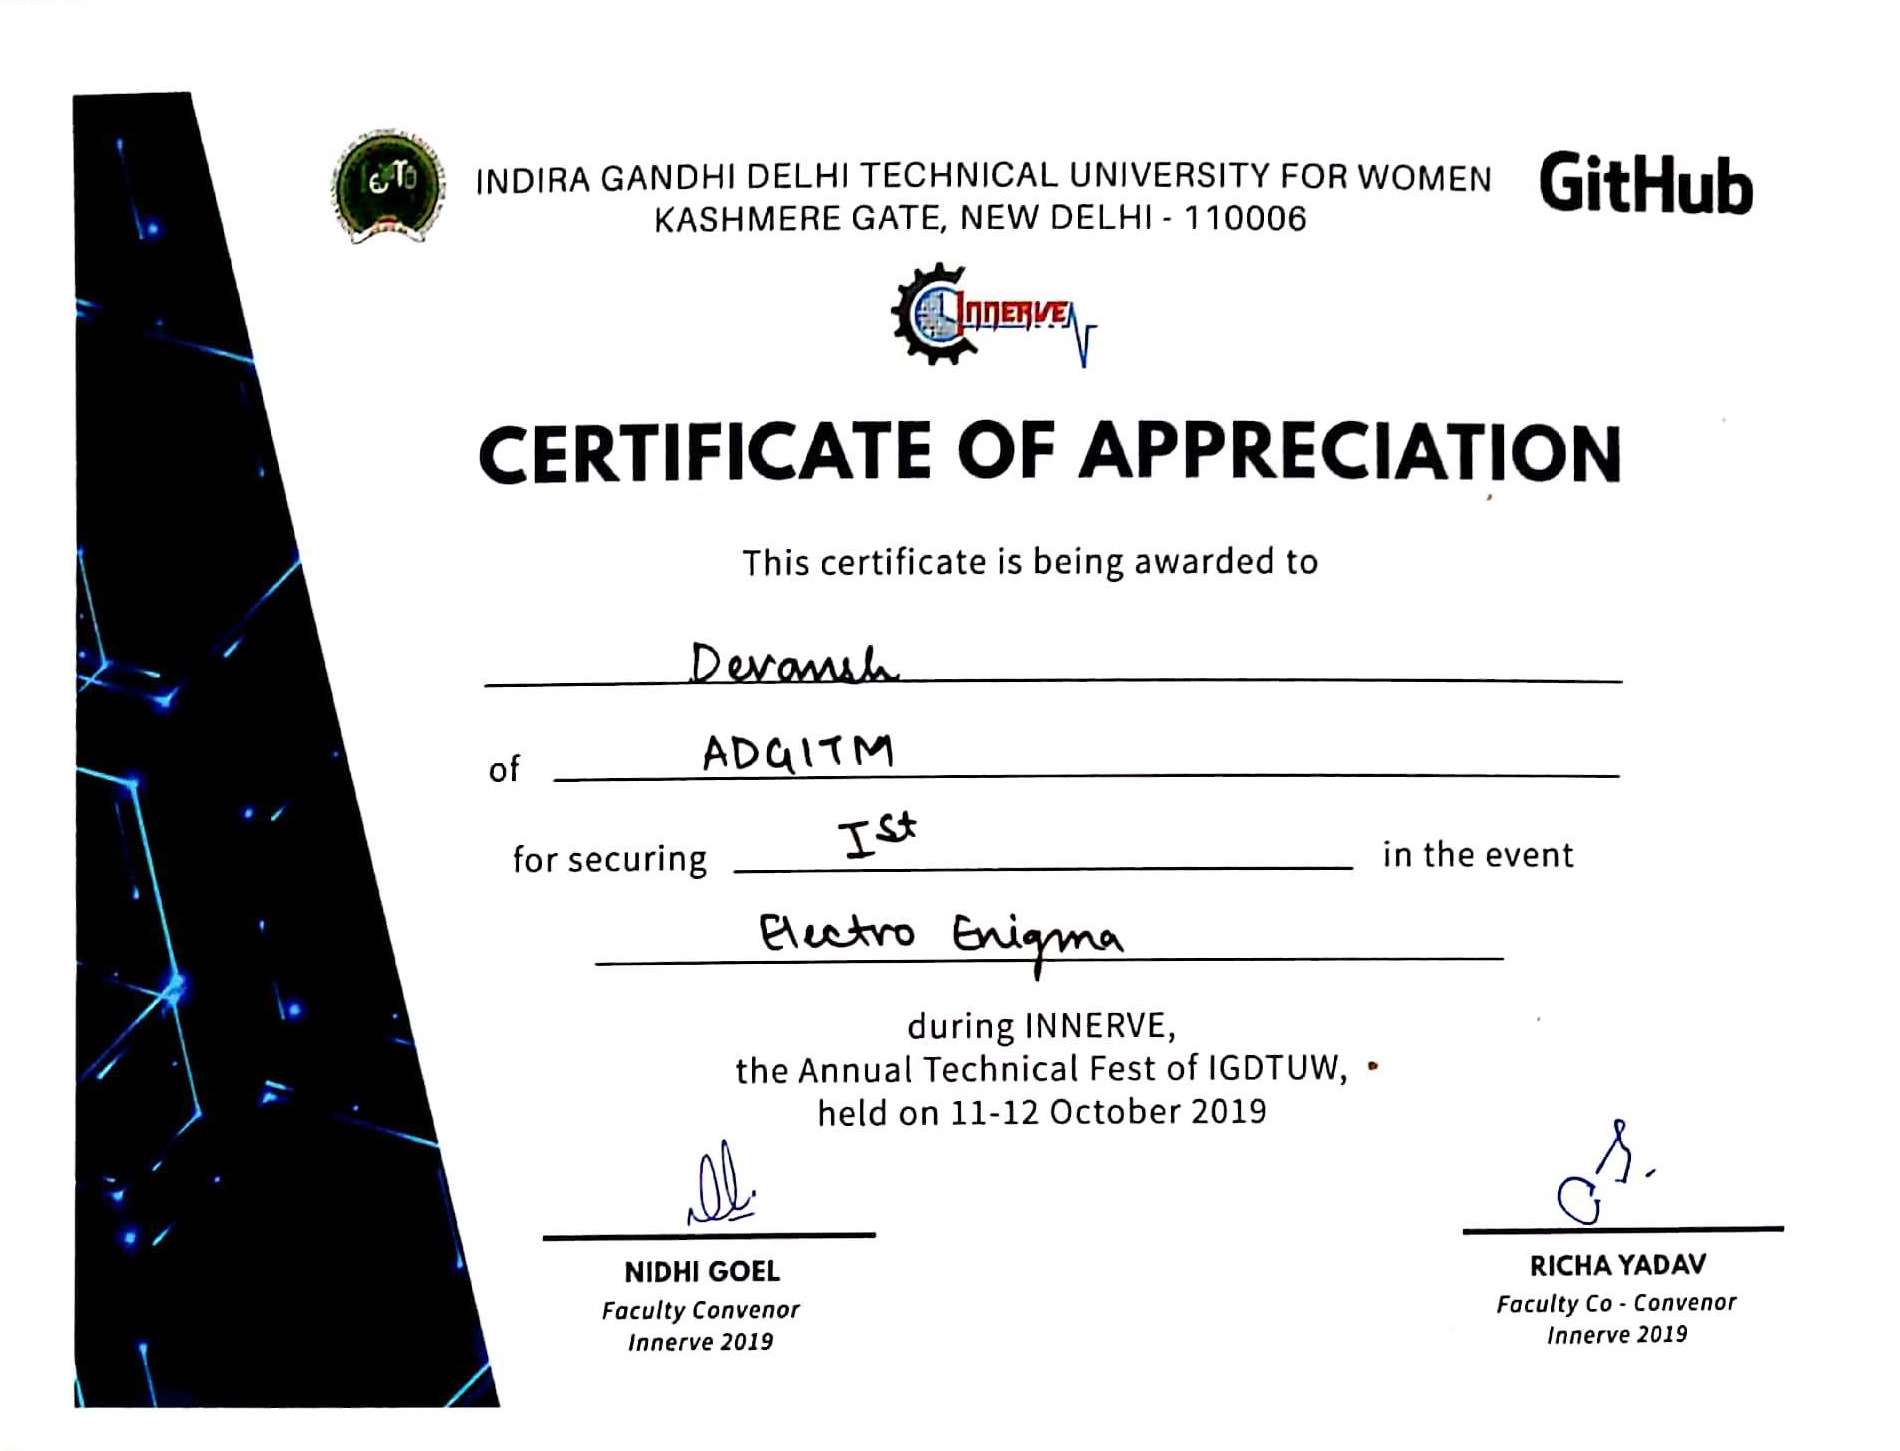 INDIRA GANDHI DELHI TECHNICAL UNIVERSITY FOR WOMEN
KASHMERE GATE, NEW DELHI - 110006
GitHub
INNERVE
CERTIFICATE OF APPRECIATION
This certificate is being awarded to
Devansh
of ADGITM
for securing Ist in the event
Electro Enigma
during INNERVE,
the Annual Technical Fest of IGDTUW,
held on 11-12 October 2019
NIDHI GOEL
Faculty Convenor
Innerve 2019
RICHA YADAV
Faculty Co - Convenor
Innerve 2019